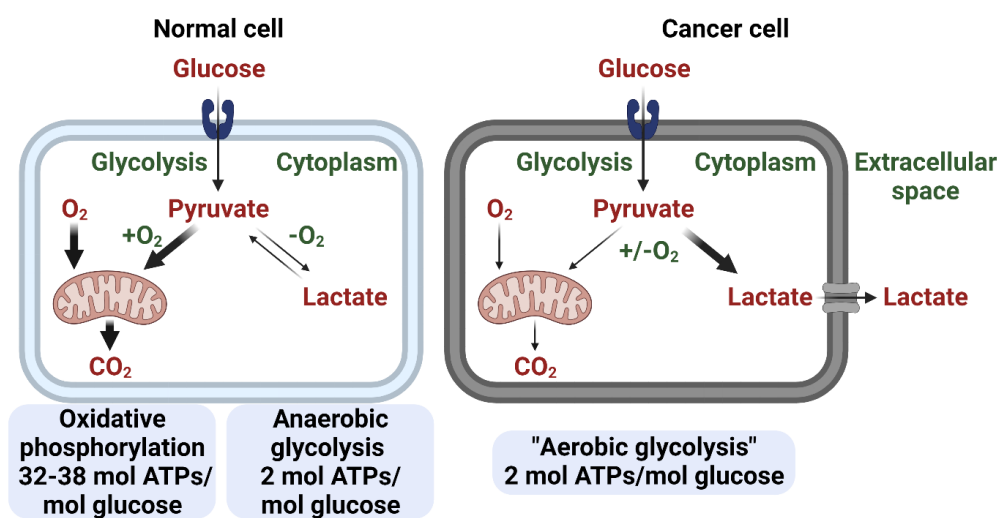 Normal cell
Glucose
Glycolysis
Cytoplasm
O₂
Pyruvate
+O₂
-O₂
Lactate
CO₂
Oxidative
phosphorylation
32-38 mol ATPs/
mol glucose
Anaerobic
glycolysis
2 mol ATPs/
mol glucose
Cancer cell
Glucose
Glycolysis
Cytoplasm
Extracellular
space
O₂
Pyruvate
+/-O₂
Lactate
Lactate
CO₂
"Aerobic glycolysis"
2 mol ATPs/mol glucose